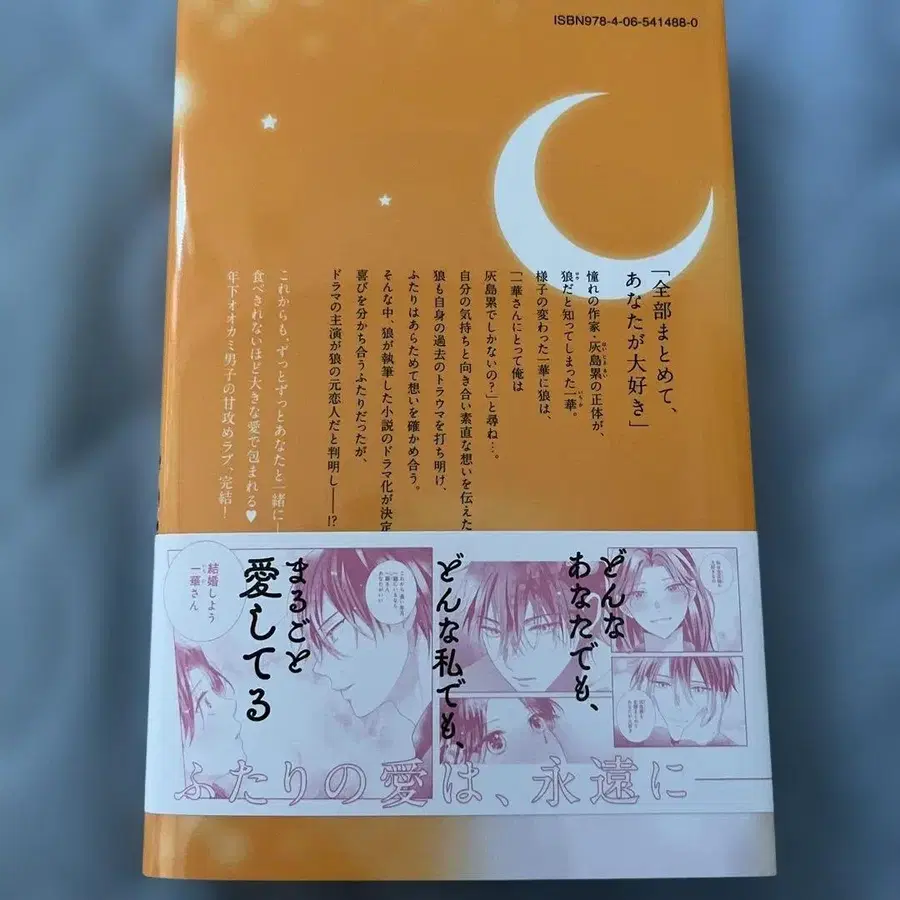 ISBN978-4-06-541488-0
「全部まとめて、
あなたが大好き」
憧れの作家・灰島累の正体が、
狼だと知ってしまった一華。
様子の変わった一華に狼は、
「一華さんにとって俺は
灰島累でしかないの？」と尋ね…。
自分の気持ちと向き合い素直な想いを伝えた
狼も自身の過去のトラウマを打ち明け、
ふたりはあらためて想いを確かめ合う。
そんな中、狼が執筆した小説のドラマ化が決定
喜びを分かち合うふたりだったが、
ドラマの主演が狼の元恋人だと判明し――!?
これからも、ずっとずっとあなたと一緒に―
食べきれないほど大きな愛で包まれる♥
年下オオカミ男子の甘攻めラブ、完結！
どんな
あなたでも、
どんな私でも、
まるごと
愛してる
結婚しよう
一華さん
ふたりの愛は、永遠に――